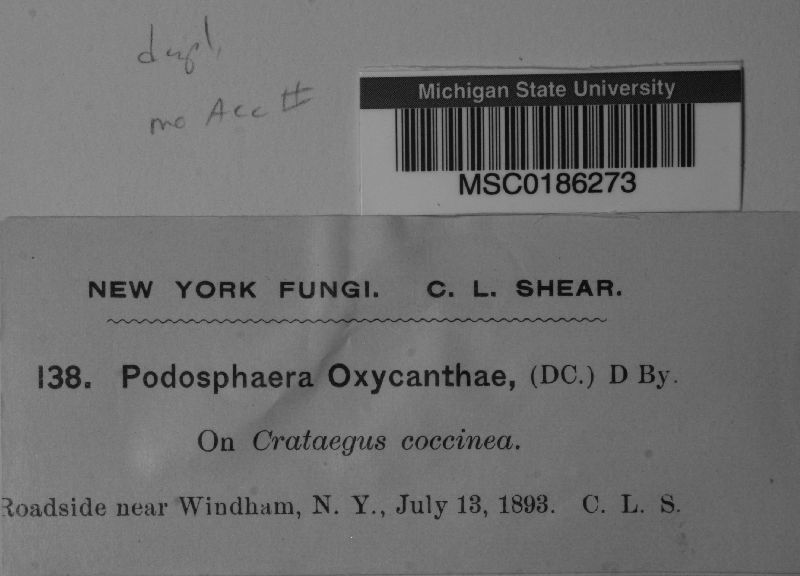 dupl.
no Acc #
Michigan State University
MSC0186273
NEW YORK FUNGI. C. L. SHEAR.
138. Podosphaera Oxycanthae, (DC.) D By.
On Crataegus coccinea.
Roadside near Windham, N. Y., July 13, 1893. C. L. S.